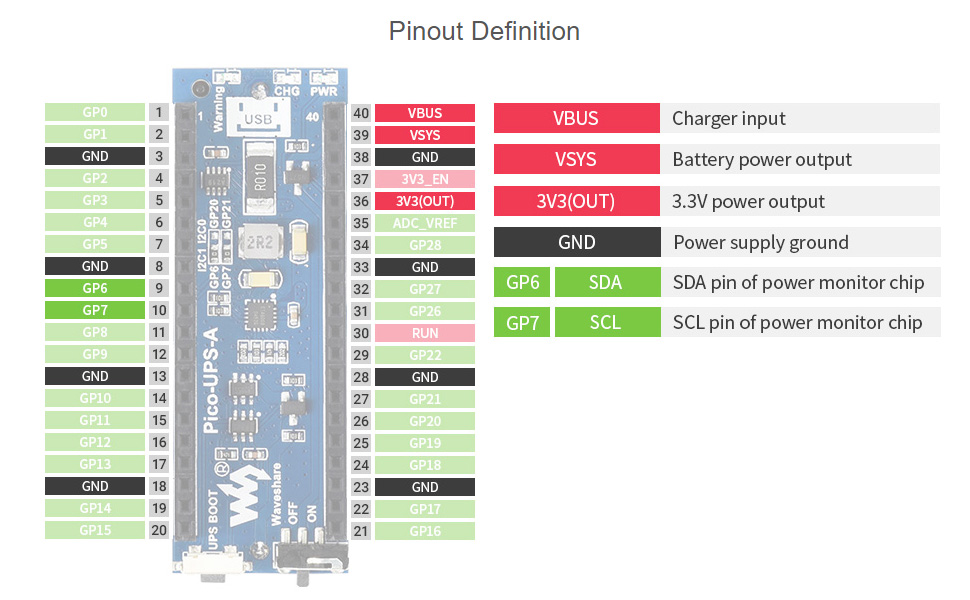 Pinout Definition
GP0 1
GP1 2
GND 3
GP2 4
GP3 5
GP4 6
GP5 7
GND 8
GP6 9
GP7 10
GP8 11
GP9 12
GND 13
GP10 14
GP11 15
GP12 16
GP13 17
GND 18
GP14 19
GP15 20
Warning
CHG
PWR
1
USB
40
R010
GP20
GP21
I2C1 I2C0
GP6
GP7
2R2
Pico-UPS-A
®
Waveshare
UPS BOOT
OFF
ON
40 VBUS
39 VSYS
38 GND
37 3V3_EN
36 3V3(OUT)
35 ADC_VREF
34 GP28
33 GND
32 GP27
31 GP26
30 RUN
29 GP22
28 GND
27 GP21
26 GP20
25 GP19
24 GP18
23 GND
22 GP17
21 GP16
VBUS Charger input
VSYS Battery power output
3V3(OUT) 3.3V power output
GND Power supply ground
GP6 SDA SDA pin of power monitor chip
GP7 SCL SCL pin of power monitor chip